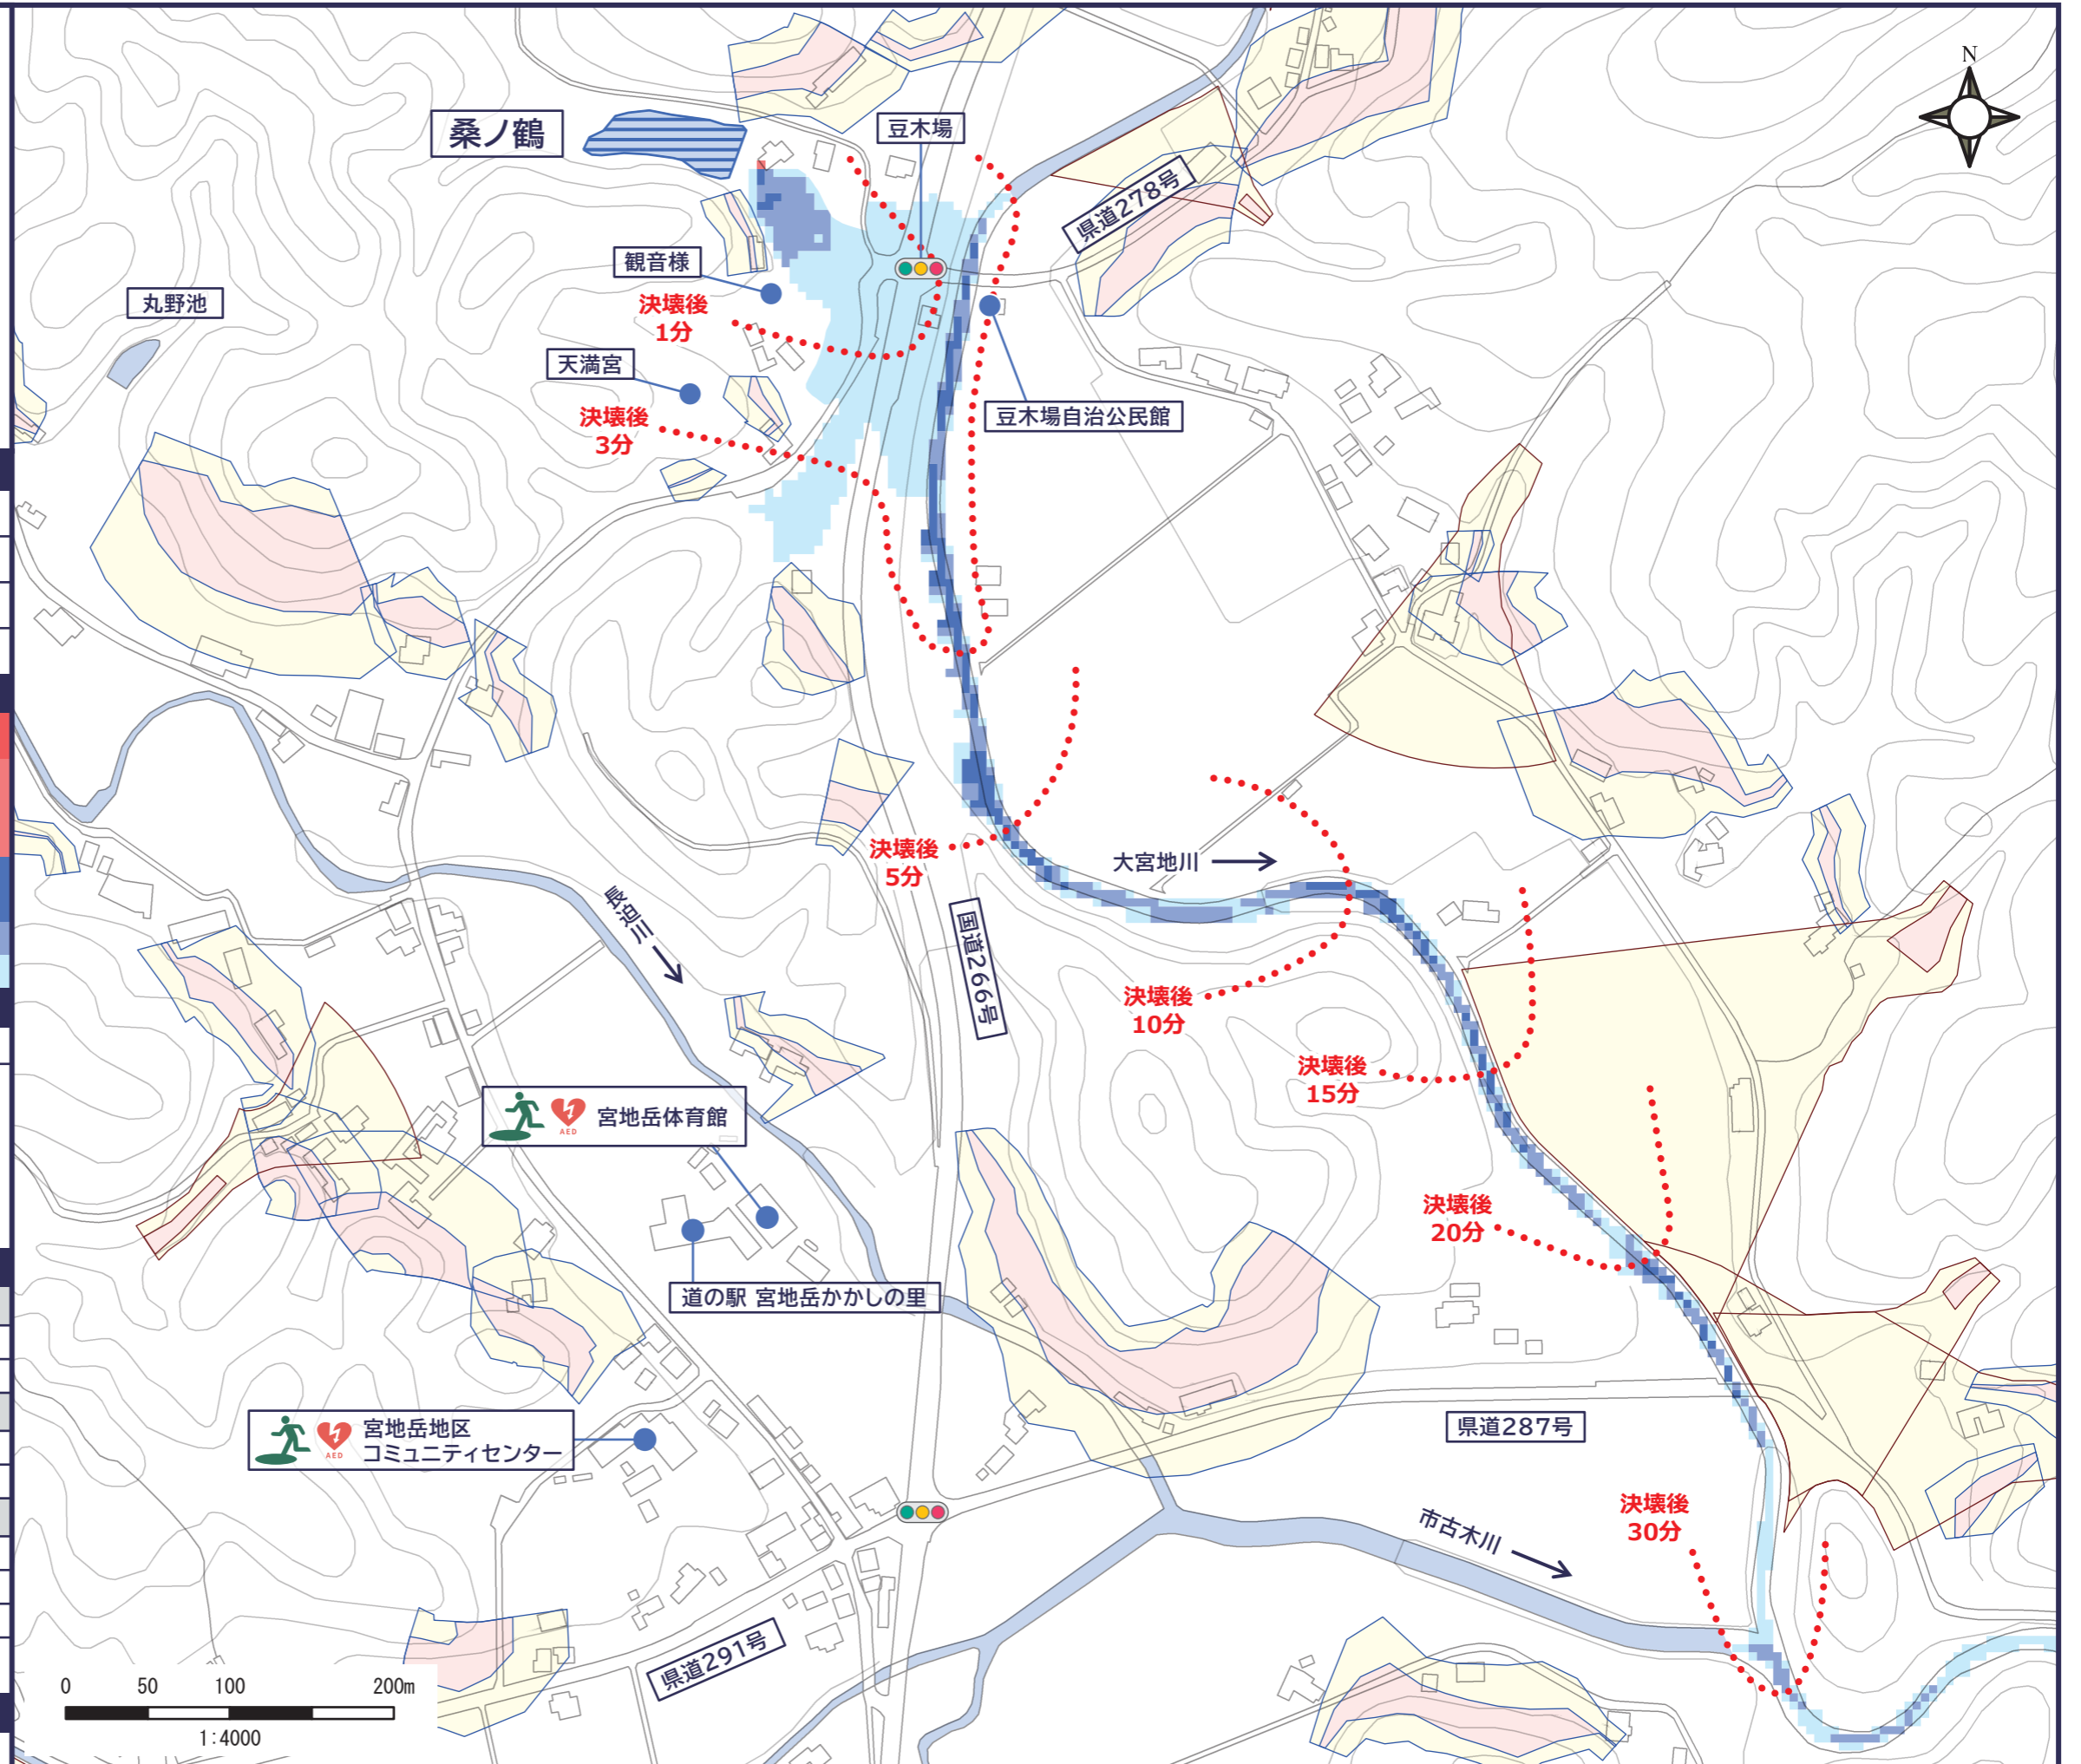 N
桑ノ鶴
豆木場
県道278号
観音様
丸野池
決壊後
1分
天満宮
決壊後
3分
豆木場自治公民館
決壊後
5分
大宮地川
長迫川
国道266号
決壊後
10分
決壊後
15分
AED
宮地岳体育館
決壊後
20分
道の駅 宮地岳かかしの里
AED
宮地岳地区
コミュニティセンター
県道287号
決壊後
30分
市古木川
県道291号
0 50 100 200m
1:4000